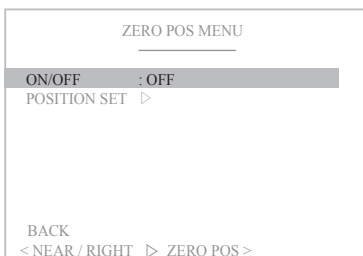 ZERO POS MENU
ON/OFF : OFF
POSITION SET ▷
BACK
< NEAR / RIGHT ▷ ZERO POS >